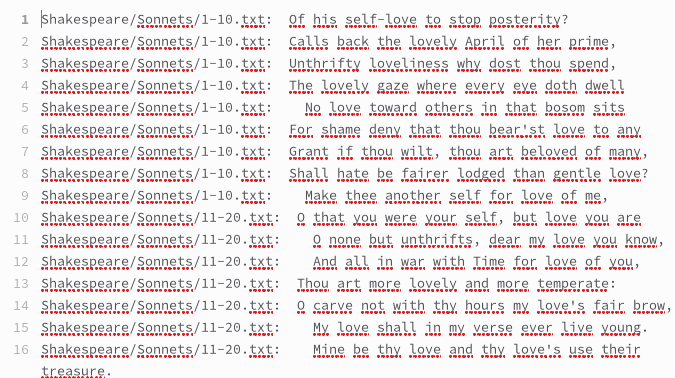 1 Shakespeare/Sonnets/1-10.txt:  Of his self-love to stop posterity?
2 Shakespeare/Sonnets/1-10.txt:  Calls back the lovely April of her prime,
3 Shakespeare/Sonnets/1-10.txt:  Unthrifty loveliness why dost thou spend,
4 Shakespeare/Sonnets/1-10.txt:  The lovely gaze where every eye doth dwell
5 Shakespeare/Sonnets/1-10.txt:    No love toward others in that bosom sits
6 Shakespeare/Sonnets/1-10.txt:  For shame deny that thou bear'st love to any
7 Shakespeare/Sonnets/1-10.txt:  Grant if thou wilt, thou art beloved of many,
8 Shakespeare/Sonnets/1-10.txt:  Shall hate be fairer lodged than gentle love?
9 Shakespeare/Sonnets/1-10.txt:    Make thee another self for love of me,
10 Shakespeare/Sonnets/11-20.txt:  O that you were your self, but love you are
11 Shakespeare/Sonnets/11-20.txt:    O none but unthrifts, dear my love you know,
12 Shakespeare/Sonnets/11-20.txt:    And all in war with Time for love of you,
13 Shakespeare/Sonnets/11-20.txt:  Thou art more lovely and more temperate:
14 Shakespeare/Sonnets/11-20.txt:  O carve not with thy hours my love's fair brow,
15 Shakespeare/Sonnets/11-20.txt:    My love shall in my verse ever live young.
16 Shakespeare/Sonnets/11-20.txt:    Mine be thy love and thy love's use their
treasure.